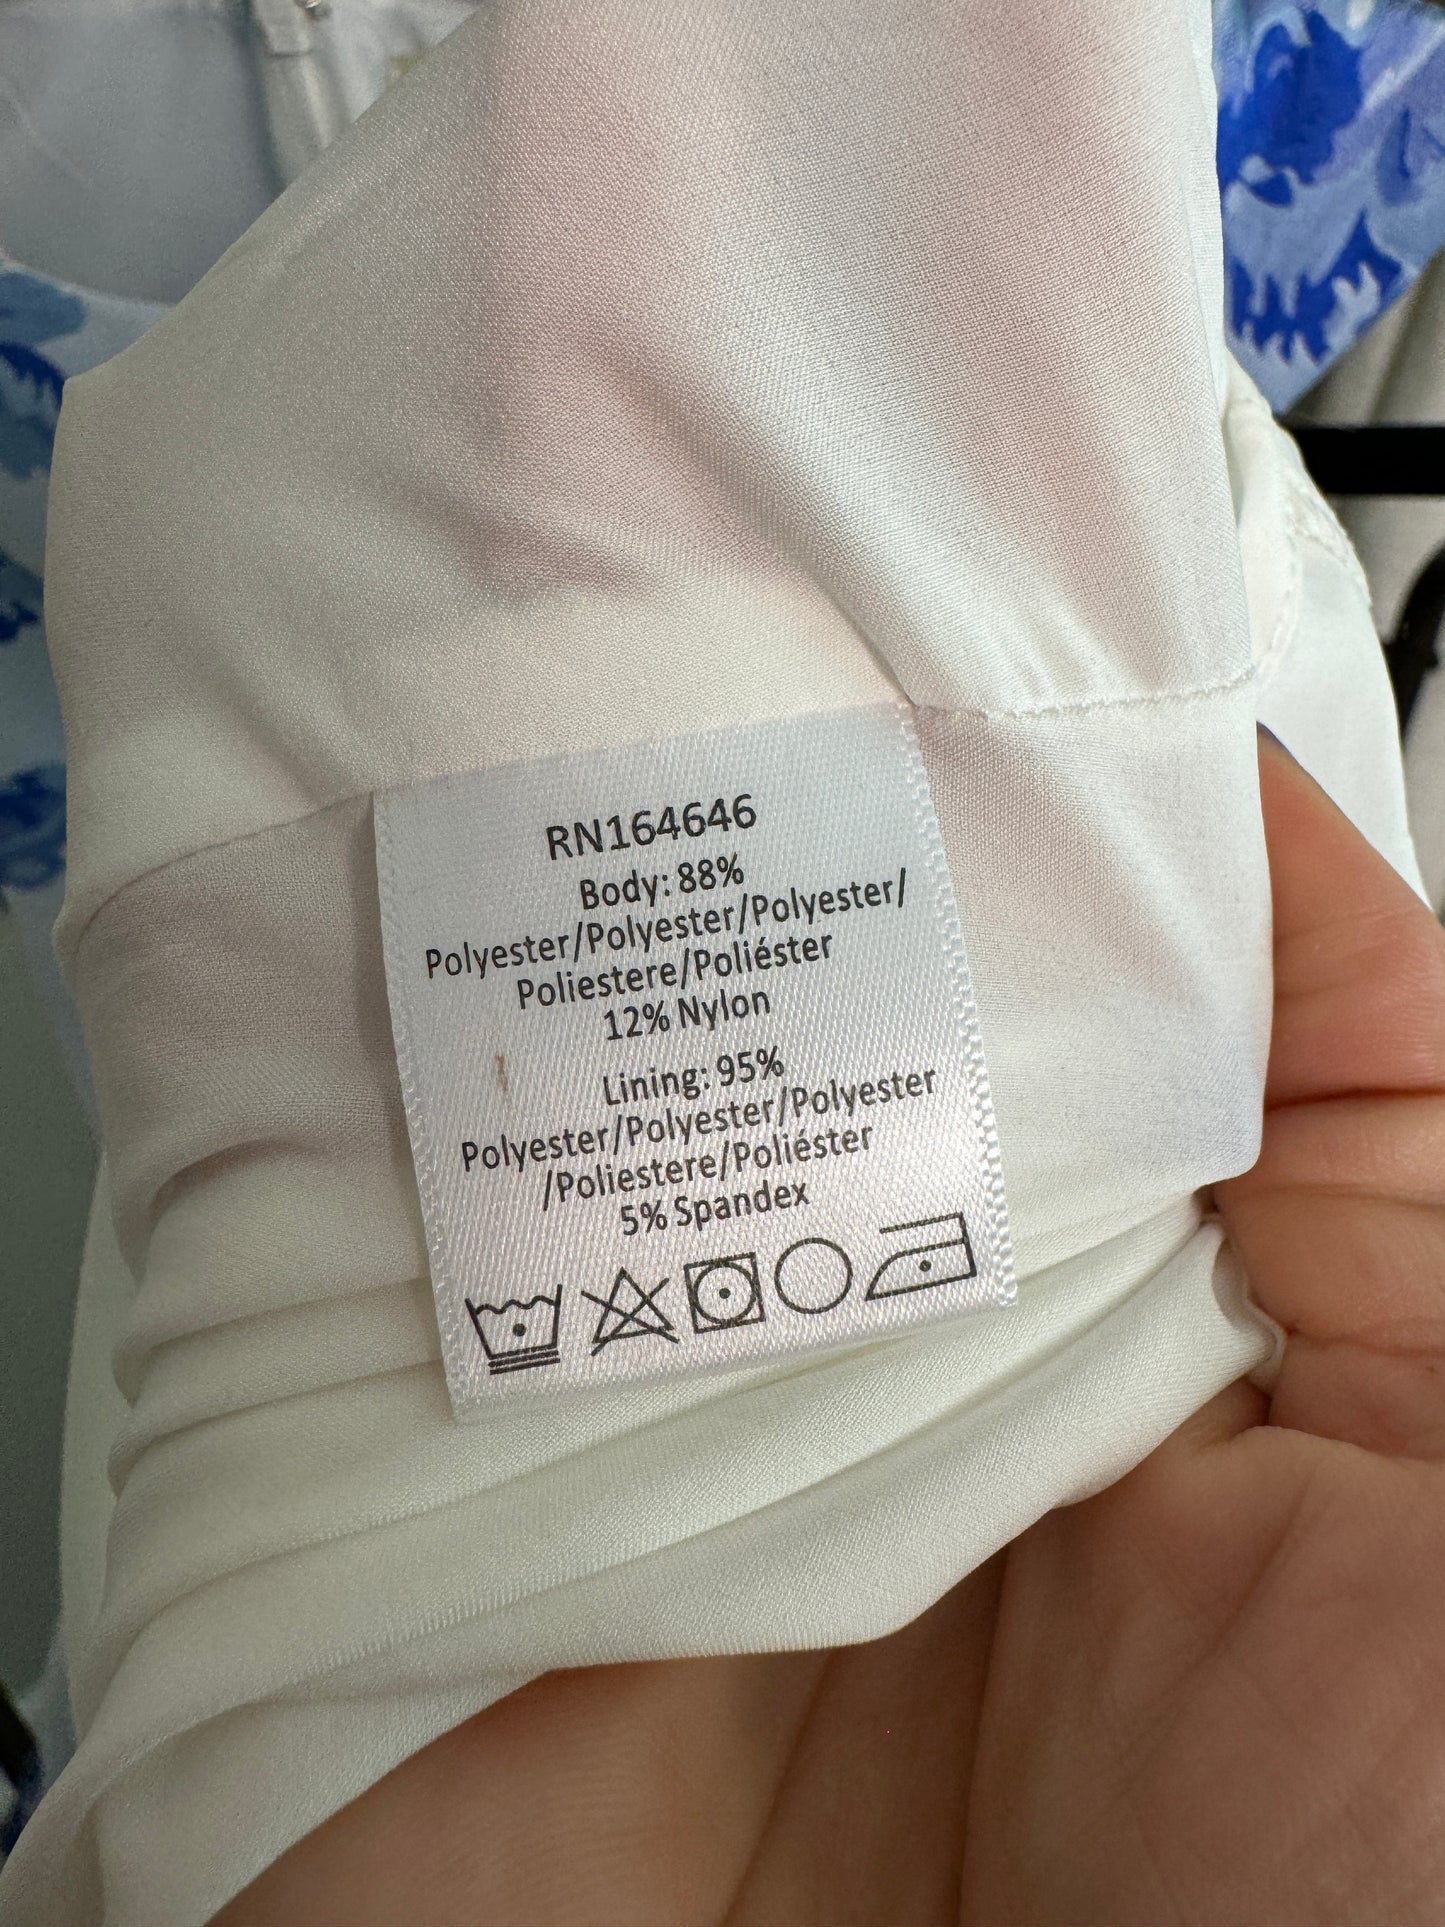 RN164646
Body: 88%
Polyester/Polyester/Polyester/
Poliestere/Poliéster
12% Nylon
Lining: 95%
Polyester/Polyester/Polyester
/Poliestere/Poliéster
5% Spandex